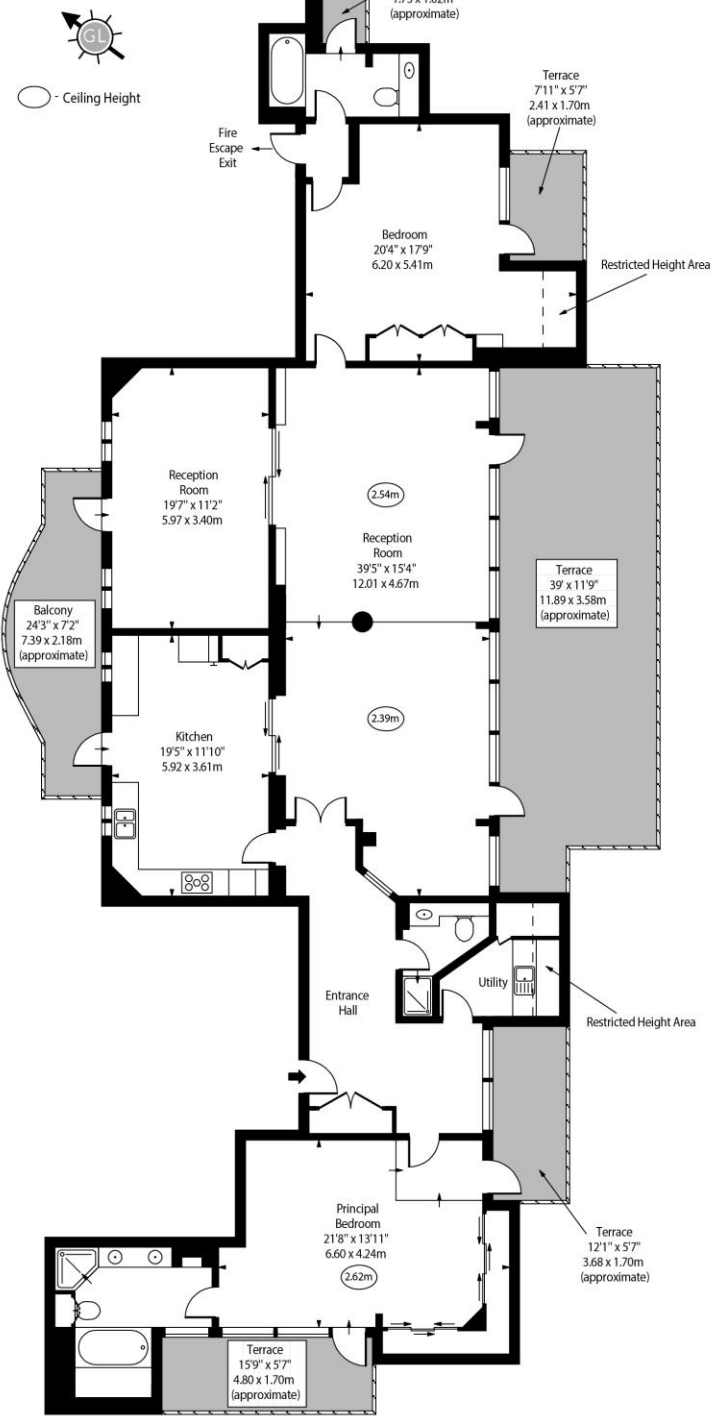 (approximate)
GL
- Ceiling Height
Terrace
7'11" x 5'7"
2.41 x 1.70m
(approximate)
Fire
Escape
Exit
Bedroom
20'4" x 17'9"
6.20 x 5.41m
Restricted Height Area
Reception
Room
19'7" x 11'2"
5.97 x 3.40m
2.54m
Reception
Room
39'5" x 15'4"
12.01 x 4.67m
Terrace
39' x 11'9"
11.89 x 3.58m
(approximate)
Balcony
24'3" x 7'2"
7.39 x 2.18m
(approximate)
Kitchen
19'5" x 11'10"
5.92 x 3.61m
2.39m
Utility
Entrance
Hall
Restricted Height Area
Principal
Bedroom
21'8" x 13'11"
6.60 x 4.24m
2.62m
Terrace
12'1" x 5'7"
3.68 x 1.70m
(approximate)
Terrace
15'9" x 5'7"
4.80 x 1.70m
(approximate)